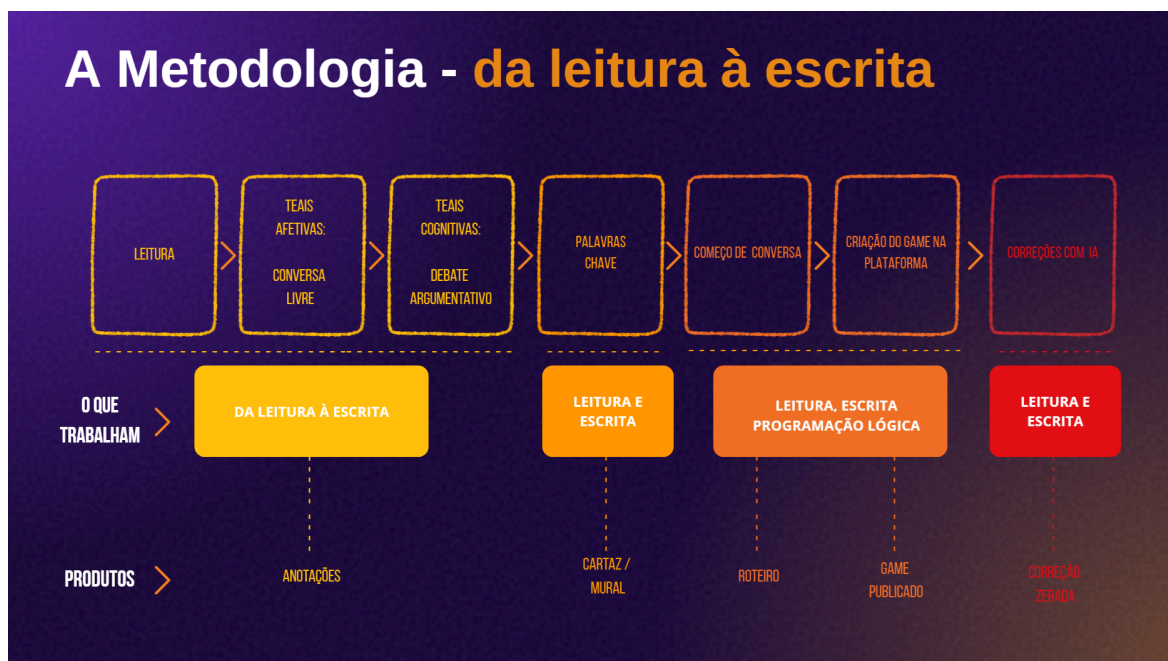 A Metodologia - da leitura à escrita
LEITURA
TEAIS
AFETIVAS:
CONVERSA
LIVRE
TEAIS
COGNITIVAS:
DEBATE
ARGUMENTATIVO
PALAVRAS
CHAVE
COMEÇO DE CONVERSA
CRIAÇÃO DO GAME NA
PLATAFORMA
CORREÇÕES COM IA
O QUE
TRABALHAM
DA LEITURA À ESCRITA
LEITURA E
ESCRITA
LEITURA, ESCRITA
PROGRAMAÇÃO LÓGICA
LEITURA E
ESCRITA
PRODUTOS
ANOTAÇÕES
CARTAZ /
MURAL
ROTEIRO
GAME
PUBLICADO
CORREÇÃO
ZERADA